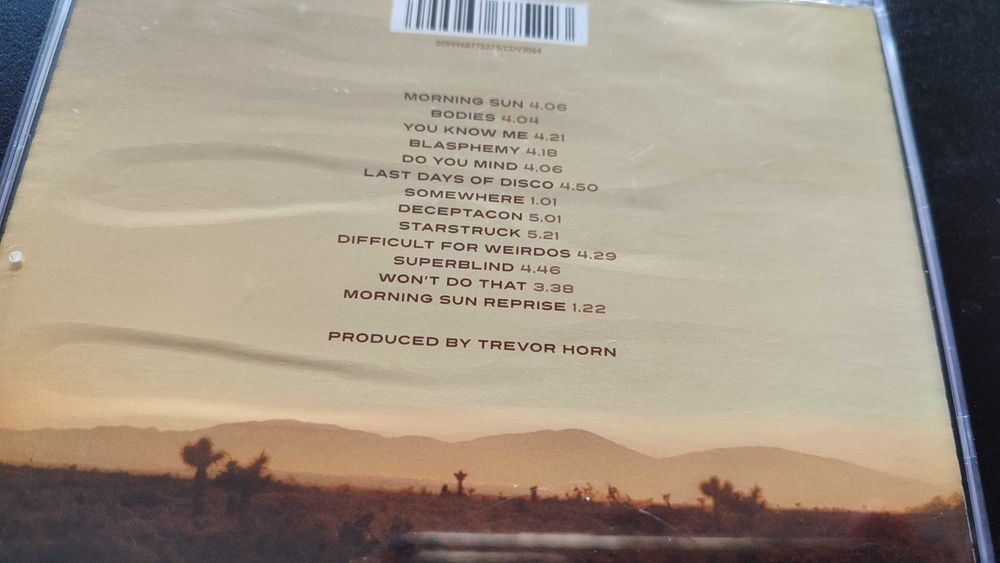 5099968775223/CDV3064
MORNING SUN 4.06
BODIES 4.04
YOU KNOW ME 4.21
BLASPHEMY 4.18
DO YOU MIND 4.06
LAST DAYS OF DISCO 4.50
SOMEWHERE 1.01
DECEPTACON 5.01
STARSTRUCK 5.21
DIFFICULT FOR WEIRDOS 4.29
SUPERBLIND 4.46
WON'T DO THAT 3.38
MORNING SUN REPRISE 1.22
PRODUCED BY TREVOR HORN